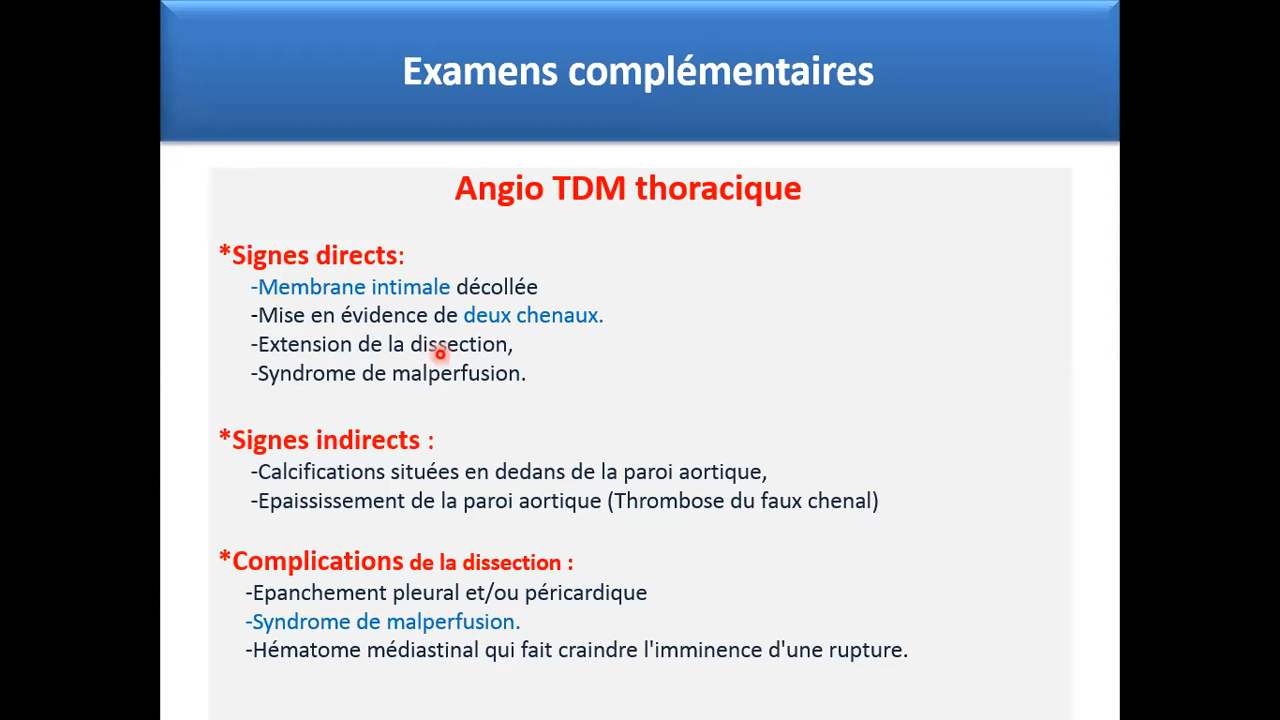 Examens complémentaires
Angio TDM thoracique
*Signes directs:
-Membrane intimale décollée
-Mise en évidence de deux chenaux.
-Extension de la dissection,
-Syndrome de malperfusion.
*Signes indirects :
-Calcifications situées en dedans de la paroi aortique,
-Epaississement de la paroi aortique (Thrombose du faux chenal)
*Complications de la dissection :
-Epanchement pleural et/ou péricardique
-Syndrome de malperfusion.
-Hématome médiastinal qui fait craindre l'imminence d'une rupture.